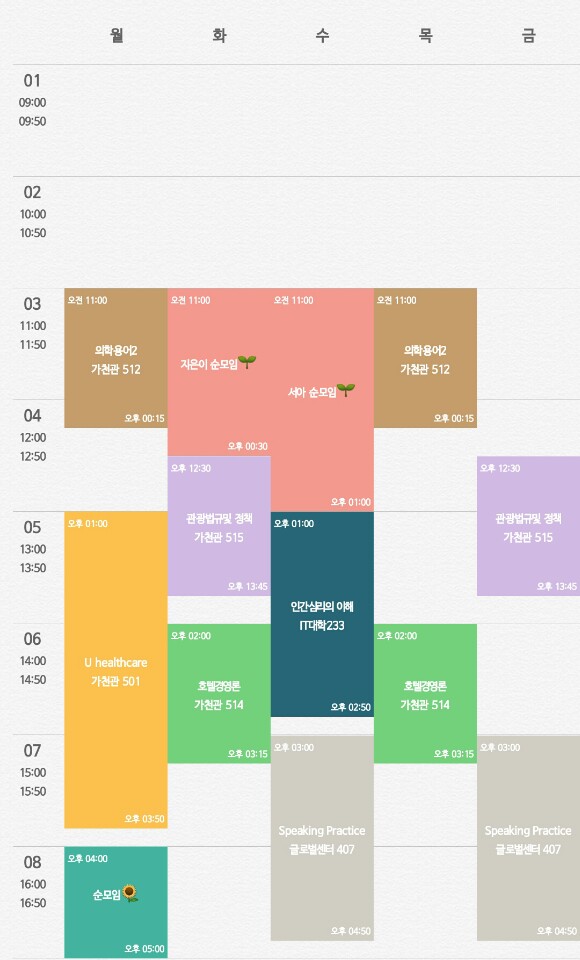 월 화 수 목 금
01
09:00
09:50
02
10:00
10:50
03
11:00
11:50
04
12:00
12:50
05
13:00
13:50
06
14:00
14:50
07
15:00
15:50
08
16:00
16:50
오전 11:00
의학용어2
가천관 512
오후 00:15
오후 01:00
U healthcare
가천관 501
오후 03:50
오후 04:00
순모임
오후 05:00
오전 11:00
지은이 순모임
오후 00:30
오후 12:30
관광법규및 정책
가천관 515
오후 13:45
오후 02:00
호텔경영론
가천관 514
오후 03:15
오전 11:00
서아 순모임
오후 01:00
오후 01:00
인간심리의 이해
IT대학233
오후 02:50
오후 03:00
Speaking Practice
글로벌센터 407
오후 04:50
오전 11:00
의학용어2
가천관 512
오후 00:15
오후 02:00
호텔경영론
가천관 514
오후 03:15
오후 12:30
관광법규및 정책
가천관 515
오후 13:45
오후 03:00
Speaking Practice
글로벌센터 407
오후 04:50